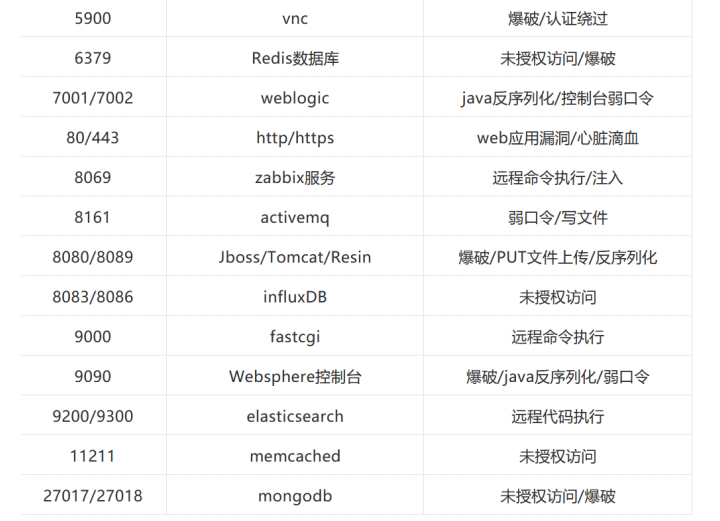 5900 vnc 爆破/认证绕过
6379 Redis数据库 未授权访问/爆破
7001/7002 weblogic java反序列化/控制台弱口令
80/443 http/https web应用漏洞/心脏滴血
8069 zabbix服务 远程命令执行/注入
8161 activemq 弱口令/写文件
8080/8089 Jboss/Tomcat/Resin 爆破/PUT文件上传/反序列化
8083/8086 influxDB 未授权访问
9000 fastcgi 远程命令执行
9090 Websphere控制台 爆破/java反序列化/弱口令
9200/9300 elasticsearch 远程代码执行
11211 memcached 未授权访问
27017/27018 mongodb 未授权访问/爆破